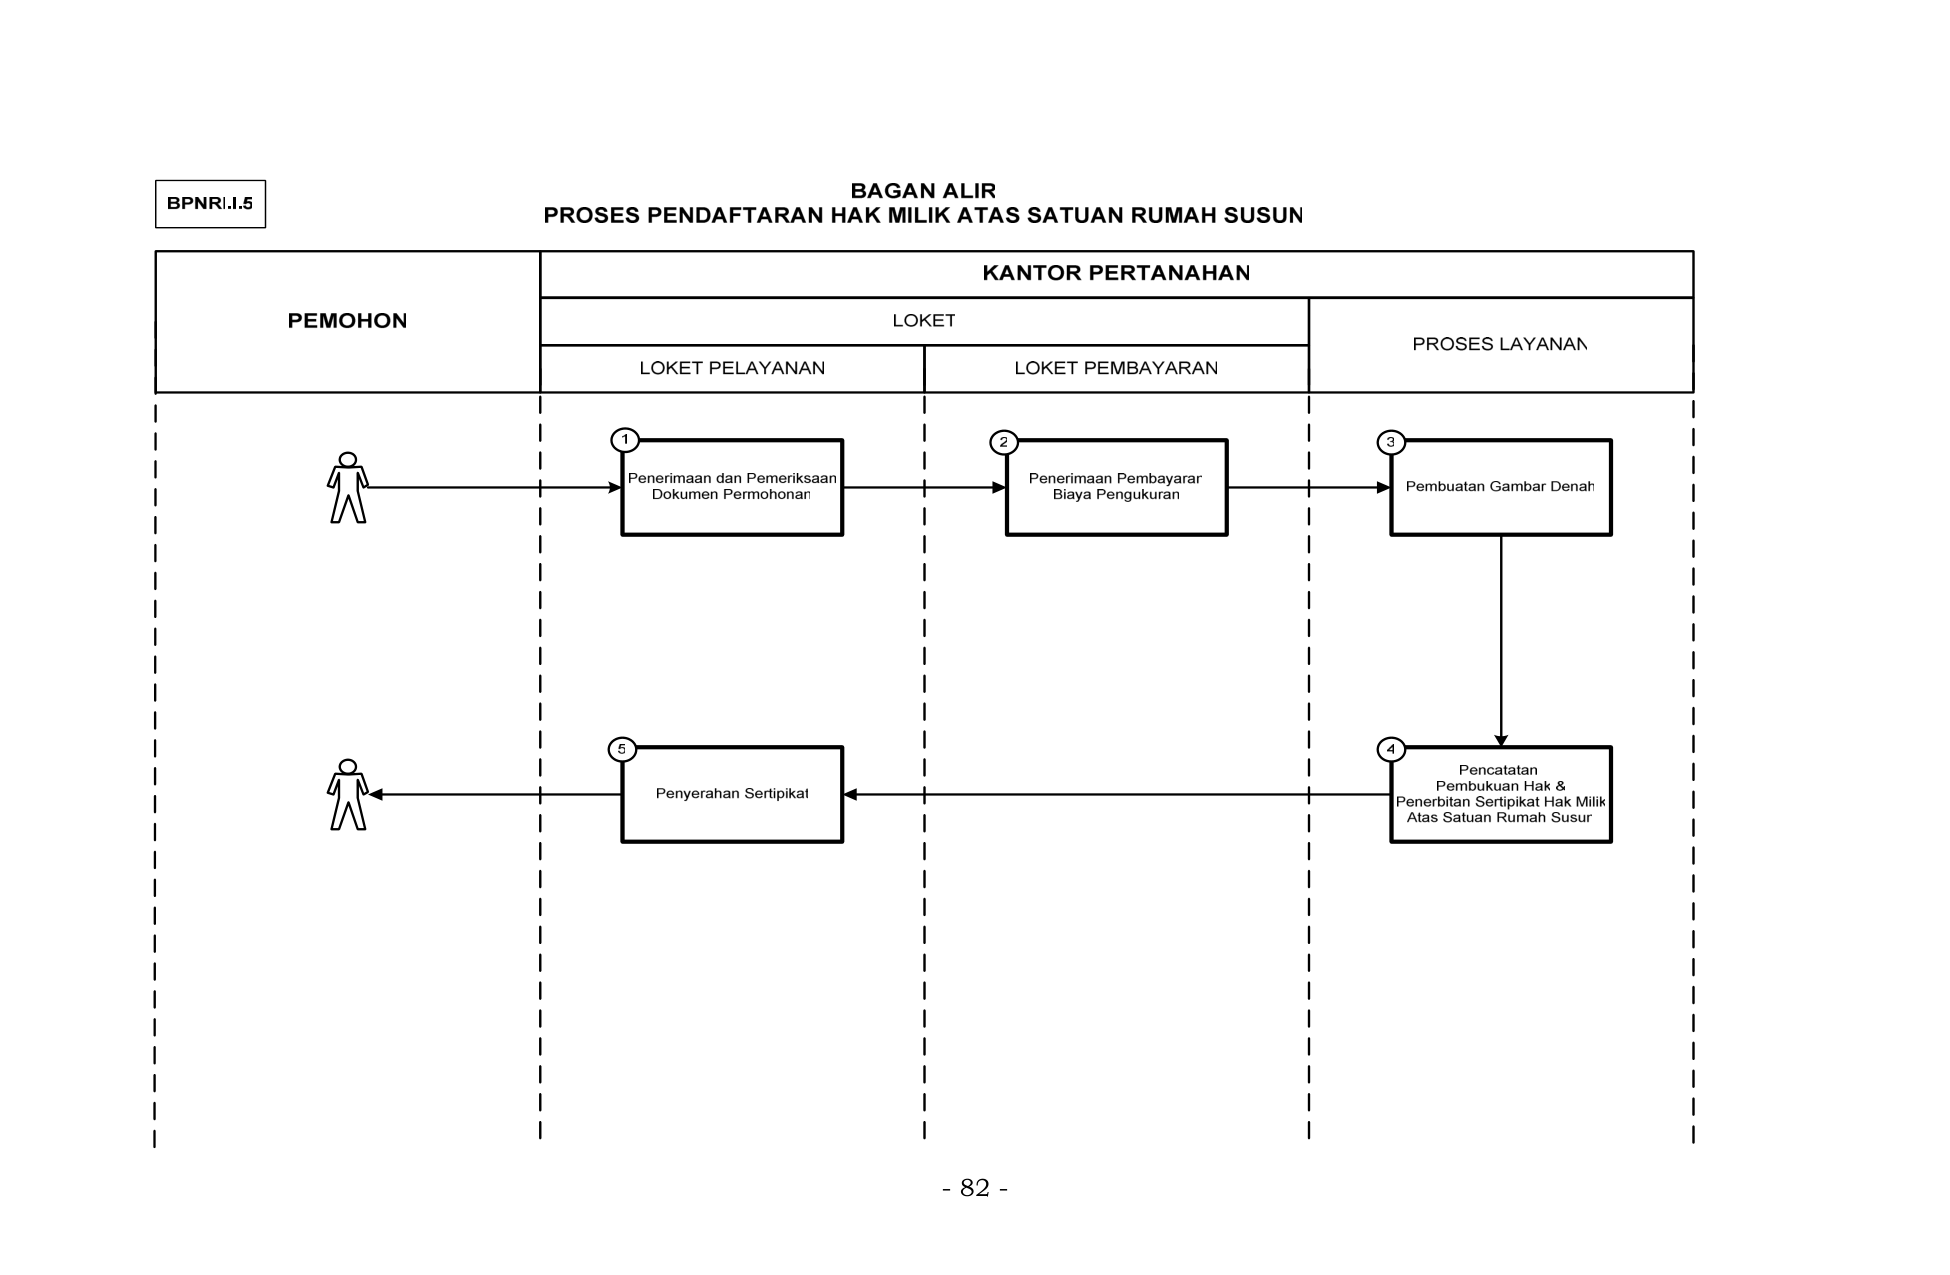 BPNRI.I.5
BAGAN ALIR
PROSES PENDAFTARAN HAK MILIK ATAS SATUAN RUMAH SUSUN
PEMOHON
KANTOR PERTANAHAN
LOKET
PROSES LAYANAN
LOKET PELAYANAN
LOKET PEMBAYARAN
1
Penerimaan dan Pemeriksaan
Dokumen Permohonan
2
Penerimaan Pembayaran
Biaya Pengukuran
3
Pembuatan Gambar Denah
5
Penyerahan Sertipikat
4
Pencatatan
Pembukuan Hak &
Penerbitan Sertipikat Hak Milik
Atas Satuan Rumah Susun
- 82 -